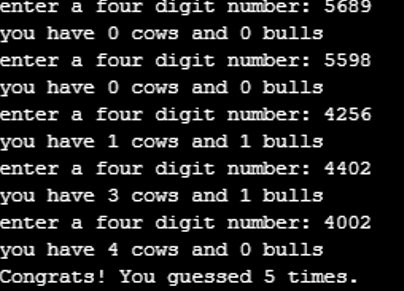 enter a four digit number: 5689
you have 0 cows and 0 bulls
enter a four digit number: 5598
you have 0 cows and 0 bulls
enter a four digit number: 4256
you have 1 cows and 1 bulls
enter a four digit number: 4402
you have 3 cows and 1 bulls
enter a four digit number: 4002
you have 4 cows and 0 bulls
Congrats! You guessed 5 times.